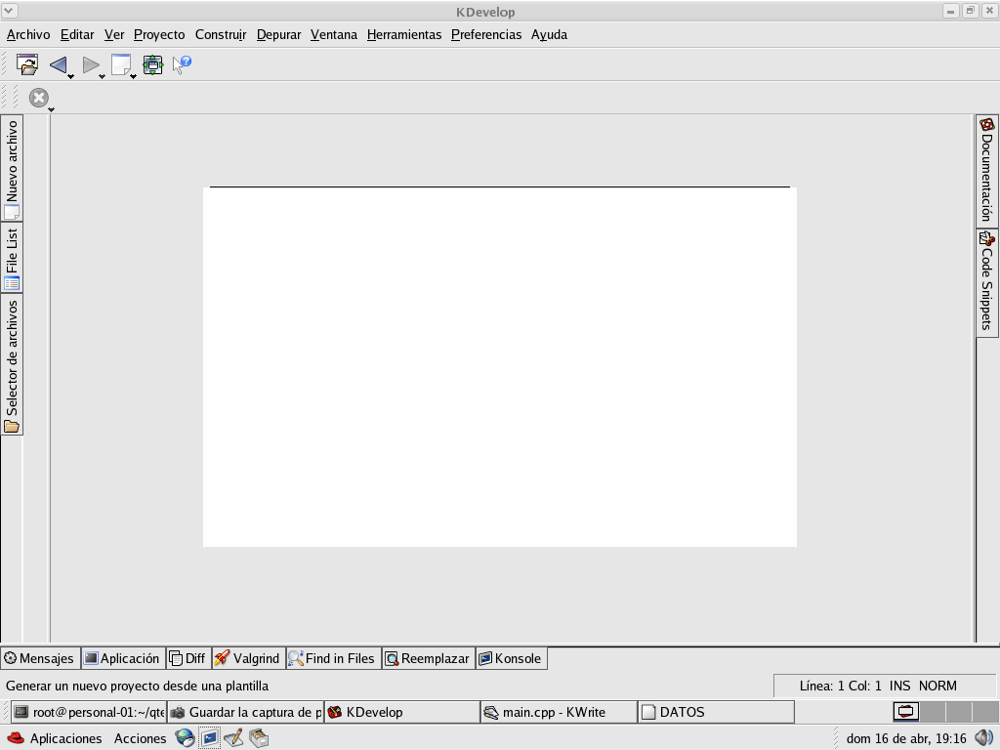 KDevelop
Archivo Editar Ver Proyecto Construir Depurar Ventana Herramientas Preferencias Ayuda
Nuevo archivo
File List
Selector de archivos
Documentación
Code Snippets
Mensajes Aplicación Diff Valgrind Find in Files Reemplazar Konsole
Generar un nuevo proyecto desde una plantilla Línea: 1 Col: 1 INS NORM
root@personal-01:~/qte Guardar la captura de p KDevelop main.cpp - KWrite DATOS
Aplicaciones Acciones dom 16 de abr, 19:16